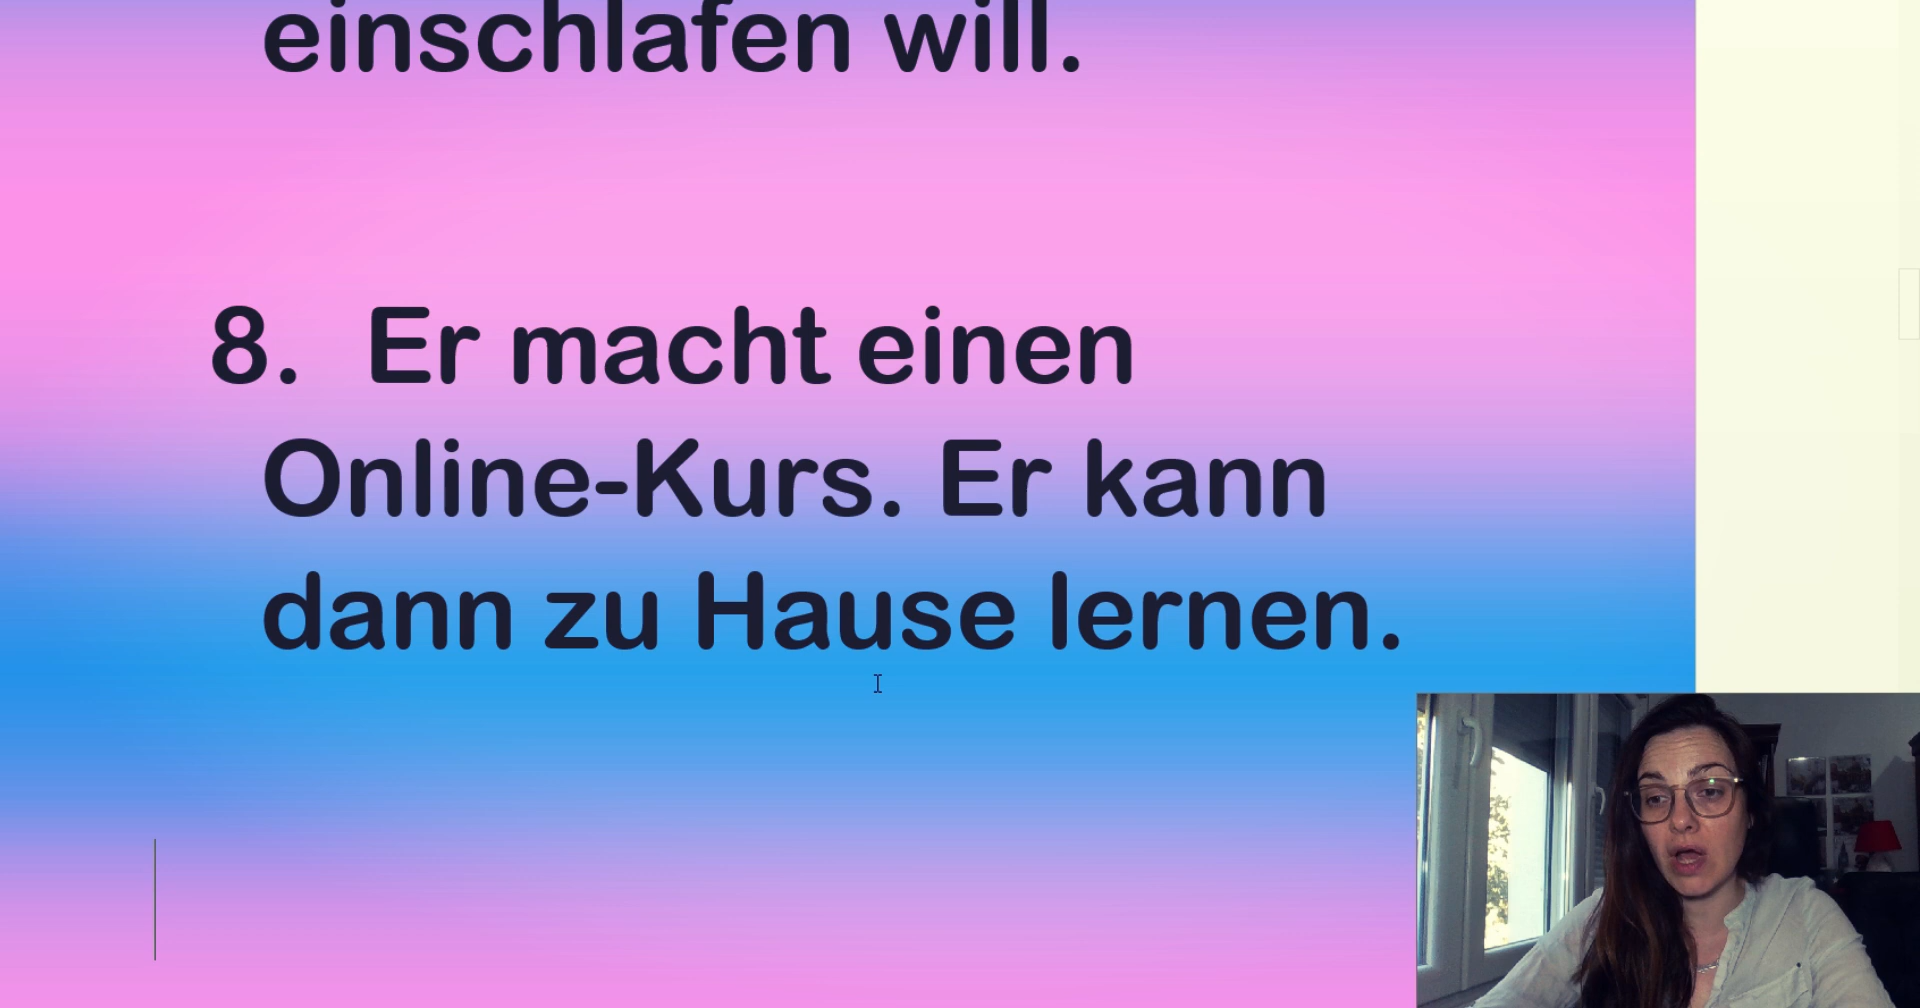 einschlafen will.
8. Er macht einen
Online-Kurs. Er kann
dann zu Hause lernen.